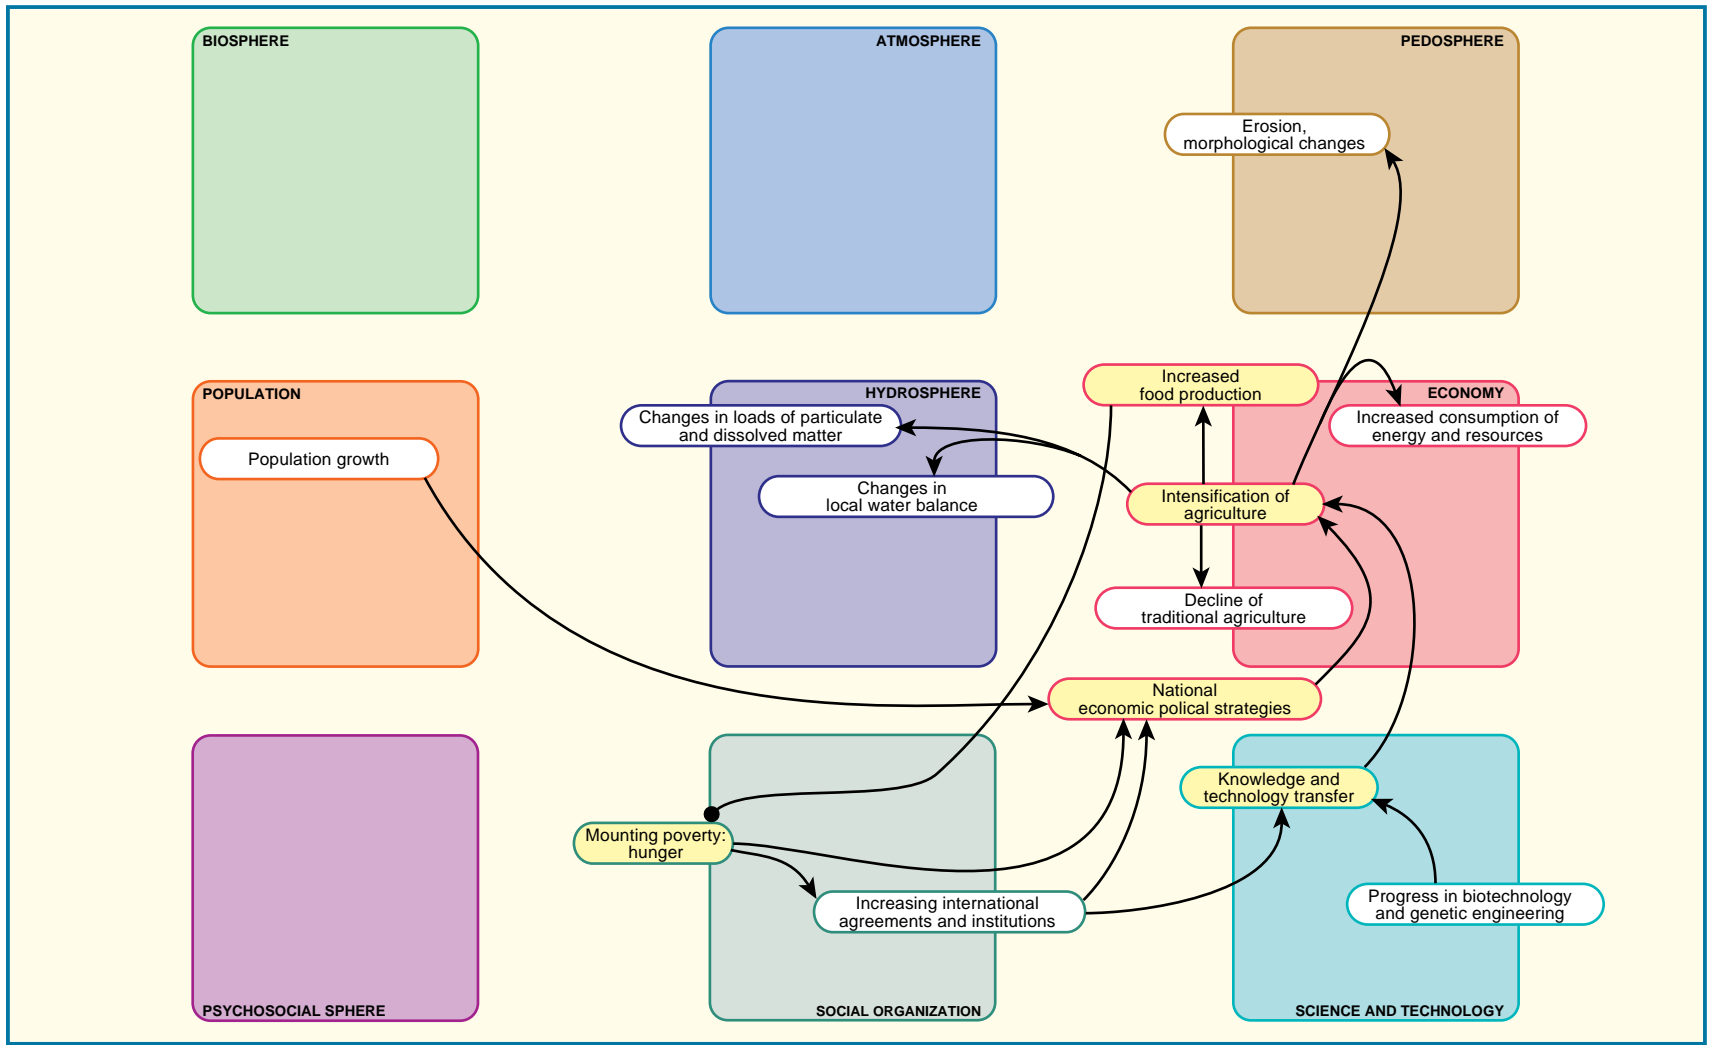 BIOSPHERE
ATMOSPHERE
PEDOSPHERE
Erosion,
morphological changes
POPULATION
Population growth
HYDROSPHERE
Changes in loads of particulate
and dissolved matter
Changes in
local water balance
Increased
food production
ECONOMY
Increased consumption of
energy and resources
Intensification of
agriculture
Decline of
traditional agriculture
National
economic polical strategies
PSYCHOSOCIAL SPHERE
Mounting poverty:
hunger
Increasing international
agreements and institutions
SOCIAL ORGANIZATION
Knowledge and
technology transfer
Progress in biotechnology
and genetic engineering
SCIENCE AND TECHNOLOGY